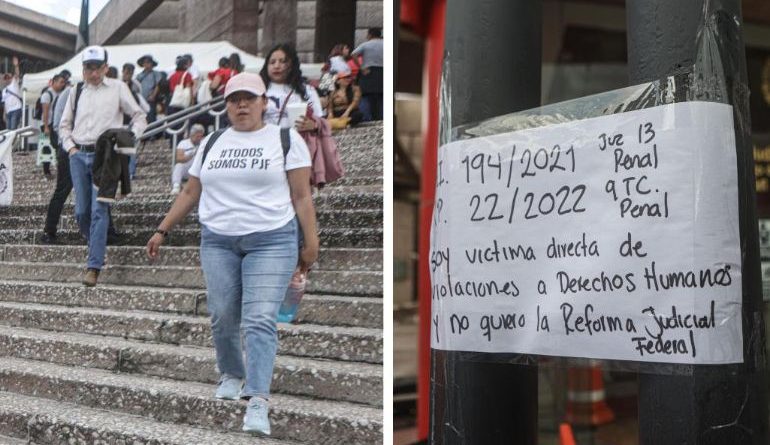 #TODOS
SOMOS PJF
I. 194/2021 Juz 13
Penal
P. 22/2022 9 TC.
Penal
Soy víctima directa de
violaciones a Derechos Humanos
y no quiero la Reforma Judicial
Federal